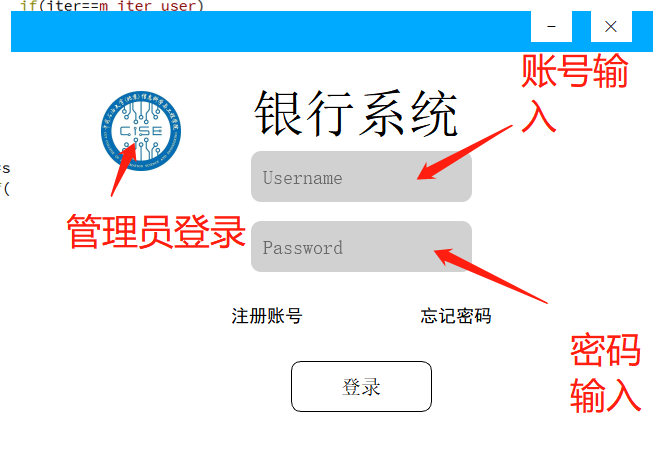 if(iter==m_iter_user)
-
×
账号输
入
CISE
银行系统
Username
管理员登录
Password
注册账号
忘记密码
密码
输入
登录